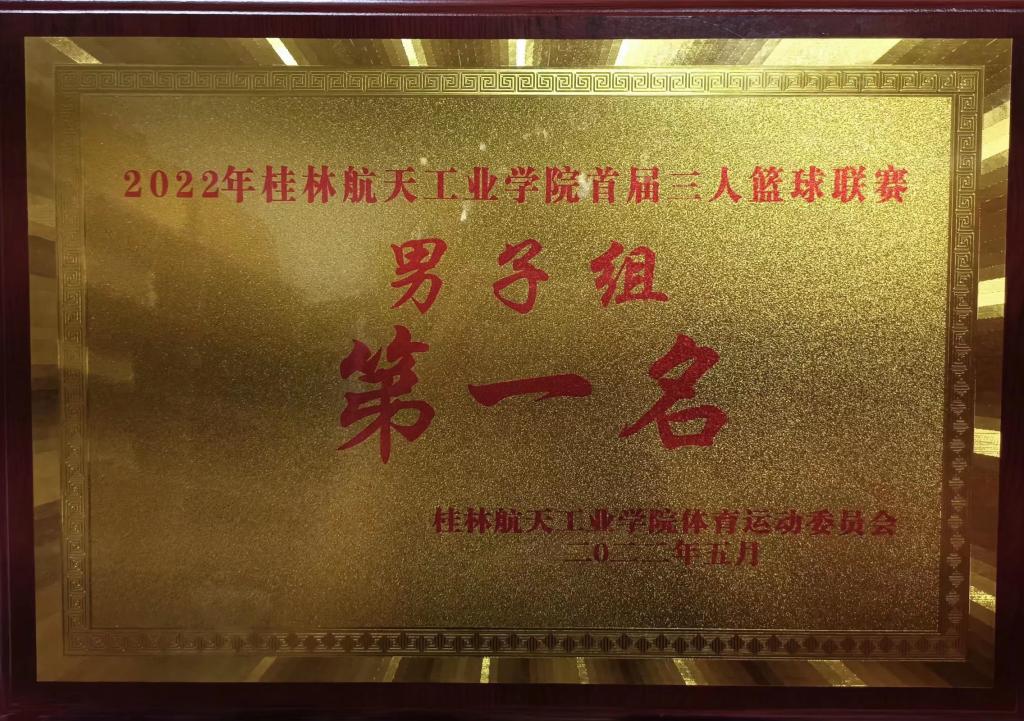 2022年桂林航天工业学院首届三人篮球联赛
男子组
第一名
桂林航天工业学院体育运动委员会
二0二二年五月